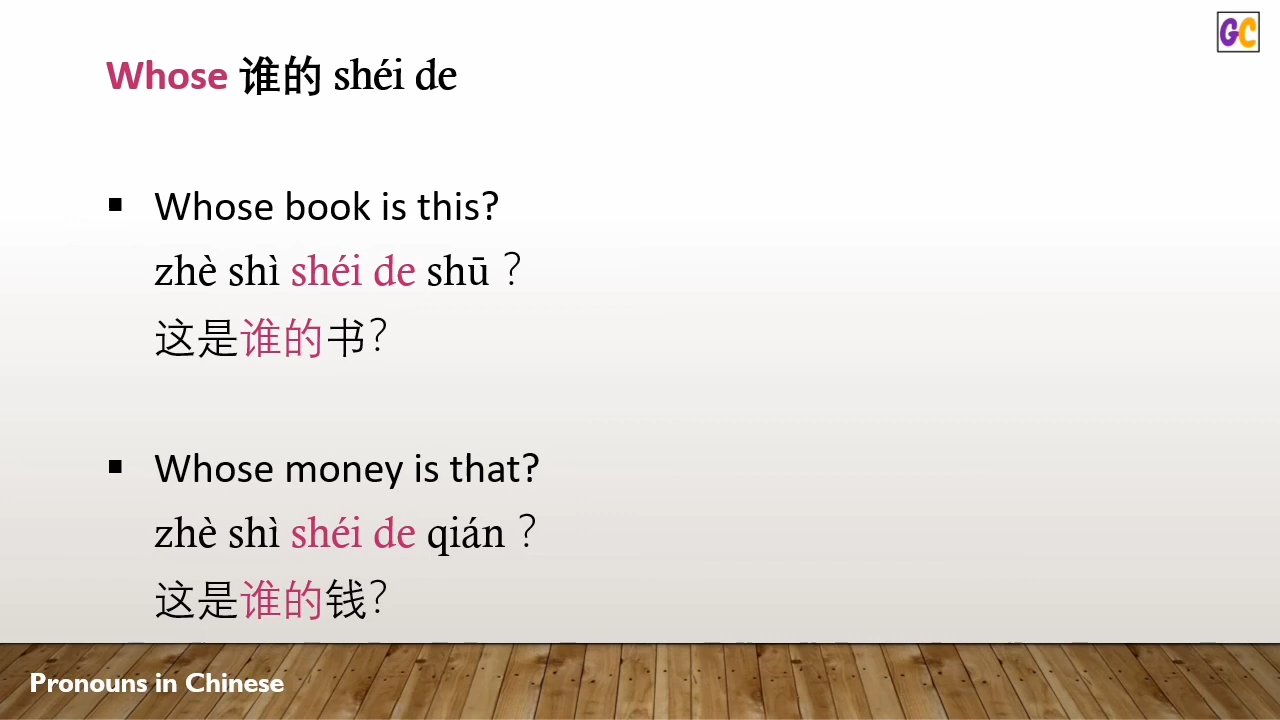 GC
Whose 谁的 shéi de
▪ Whose book is this?
zhè shì shéi de shū？
这是谁的书？
▪ Whose money is that?
zhè shì shéi de qián？
这是谁的钱？
Pronouns in Chinese